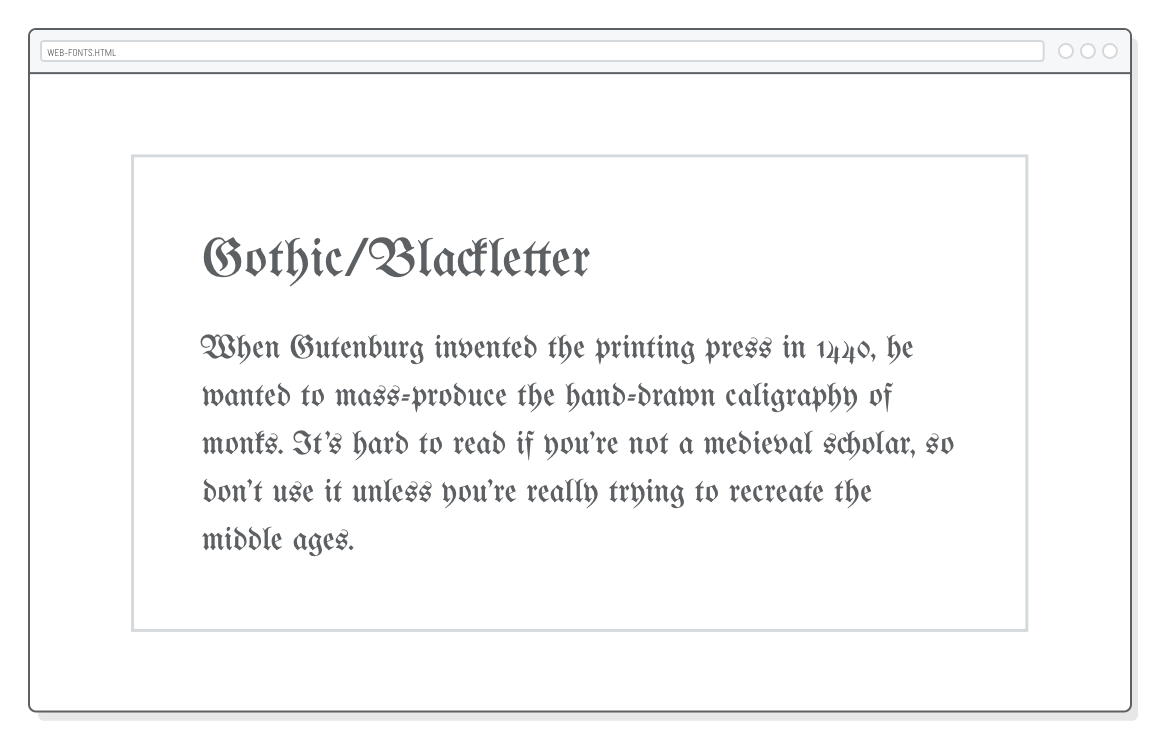 WEB-FONTS.HTML
Gothic/Blackletter
When Gutenburg invented the printing press in 1440, he
wanted to mass-produce the hand-drawn caligraphy of
monks. It’s hard to read if you’re not a medieval scholar, so
don’t use it unless you’re really trying to recreate the
middle ages.